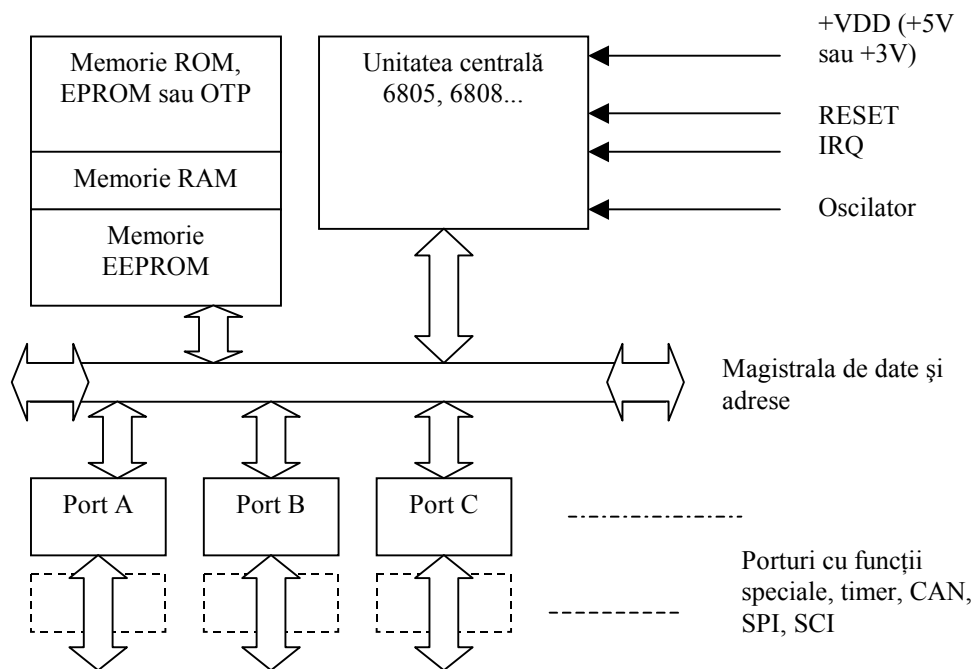 Memorie ROM,
EPROM sau OTP
Memorie RAM
Memorie
EEPROM
Unitatea centrală
6805, 6808...
+VDD (+5V
sau +3V)
RESET
IRQ
Oscilator
Magistrala de date şi
adrese
Port A
Port B
Port C
Porturi cu funcții
speciale, timer, CAN,
SPI, SCI